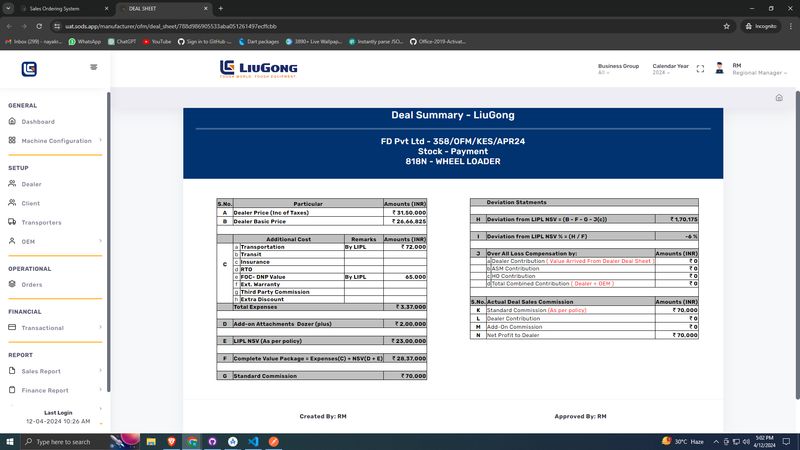 Sales Ordering System
DEAL SHEET
uat.sods.app/manufacturer/ofm/deal_sheet/788d986905533aba051261497ecffcbb
Incognito
Inbox (299) - nayaki...
WhatsApp
ChatGPT
YouTube
Sign in to GitHub · ...
Dart packages
3890+ Live Wallpap...
Instantly parse JSO...
Office-2019-Activat...
LIUGONG
TOUGH WORLD. TOUGH EQUIPMENT.
Business Group
All
Calendar Year
2024
RM
Regional Manager
GENERAL
Dashboard
Machine Configuration
SETUP
Dealer
Client
Transporters
OEM
OPERATIONAL
Orders
FINANCIAL
Transactional
REPORT
Sales Report
Finance Report
Last Login
12-04-2024 10:26 AM
Deal Summary - LiuGong
FD Pvt Ltd - 358/OFM/KES/APR24
Stock - Payment
818N - WHEEL LOADER
S.No. Particular Amounts (INR)
A Dealer Price (Inc of Taxes) ₹ 31,50,000
B Dealer Basic Price ₹ 26,66,825
Additional Cost Remarks Amounts (INR)
C
a Transportation By LIPL ₹ 72,000
b Transit
c Insurance
d RTO
e FOC- DNP Value By LIPL 65,000
f Ext. Warranty
g Third Party Commission
h Extra Discount
Total Expenses ₹ 3,37,000
D Add-on Attachments Dozer (plus) ₹ 2,00,000
E LIPL NSV (As per policy) ₹ 23,00,000
F Complete Value Package = Expenses(C) + NSV(D + E) ₹ 28,37,000
G Standard Commission ₹ 70,000
Deviation Statments
H Deviation from LIPL NSV = (B - F - G - J(c)) ₹ 1,70,175
I Deviation from LIPL NSV % = (H / F) -6 %
J Over All Loss Compensation by: Amounts (INR)
a Dealer Contribution ( Value Arrived From Dealer Deal Sheet ) ₹ 0
b ASM Contribution ₹ 0
c HO Contribution ₹ 0
d Total Combined Contribution ( Dealer + OEM ) ₹ 0
S.No. Actual Deal Sales Commission Amounts (INR)
K Standard Commission (As per policy) ₹ 70,000
L Dealer Contribution ₹ 0
M Add-On Commission ₹ 0
N Net Profit to Dealer ₹ 70,000
Created By: RM
Approved By: RM
Type here to search
30°C Haze
5:02 PM
4/12/2024